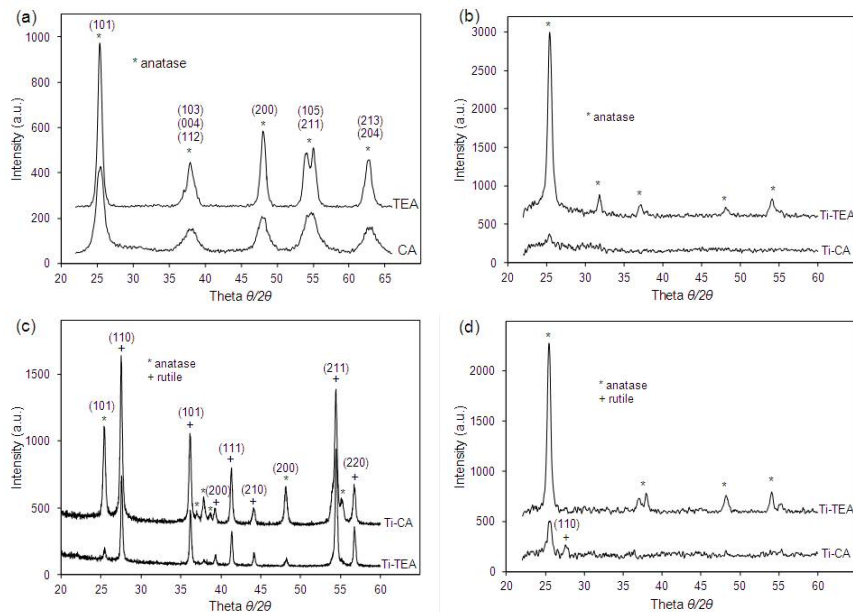 (a)
(101)
*
* anatase
(103)
(004)
(112)
*
(200)
*
(105)
(211)
*
(213)
(204)
*
TEA
CA
1000
800
600
400
200
0
Intensity (a.u.)
20 25 30 35 40 45 50 55 60 65
Theta θ/2θ
(b)
*
* anatase
* * * *
Ti-TEA
Ti-CA
3000
2500
2000
1500
1000
500
0
Intensity (a.u.)
20 25 30 35 40 45 50 55 60
Theta θ/2θ
(c)
(110)
+
* anatase
+ rutile
(101)
*
(101)
+
* * *
(200)
+
(111)
+
(210)
+
(200)
*
(211)
+
*
(220)
+
Ti-CA
Ti-TEA
1500
1000
500
0
Intensity (a.u.)
20 25 30 35 40 45 50 55 60
Theta θ/2θ
(d)
*
* anatase
+ rutile
* * *
Ti-TEA
(110)
+
Ti-CA
2000
1500
1000
500
0
Intensity (a.u.)
20 25 30 35 40 45 50 55 60
Theta θ/2θ